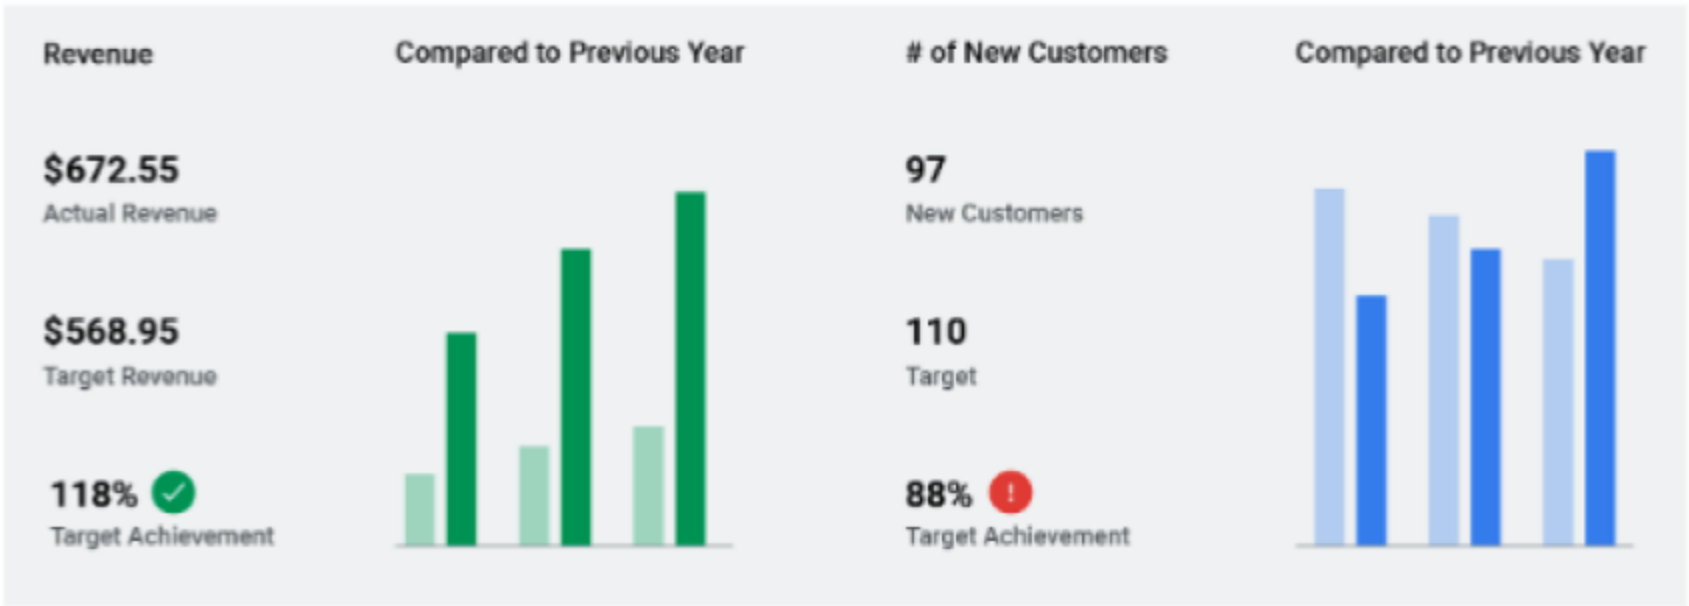 Revenue
Compared to Previous Year
# of New Customers
Compared to Previous Year
$672.55
Actual Revenue
97
New Customers
$568.95
Target Revenue
110
Target
118%
Target Achievement
88%
Target Achievement